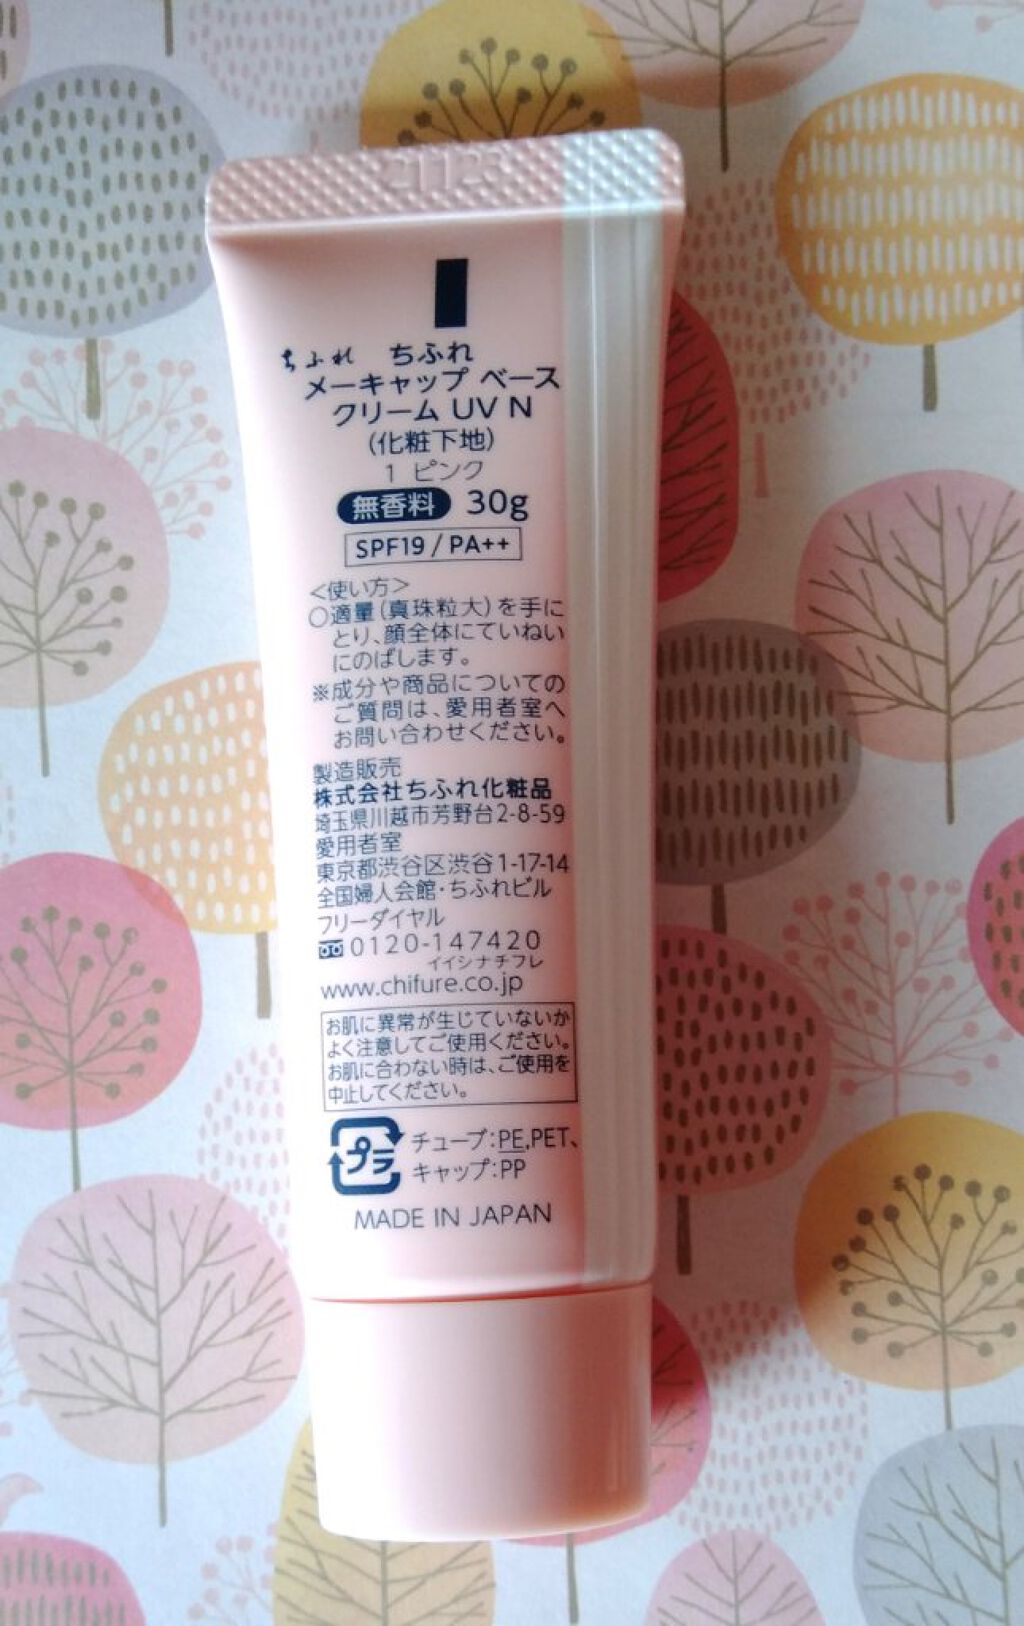 21123
ちふれ ちふれ
メーキャップ ベース
クリーム UV N
(化粧下地)
1 ピンク
無香料 30g
SPF19 / PA++
<使い方>
○適量(真珠粒大)を手に
とり、顔全体にていねい
にのばします。
※成分や商品についての
ご質問は、愛用者室へ
お問い合わせください。
製造販売
株式会社ちふれ化粧品
埼玉県川越市芳野台2-8-59
愛用者室
東京都渋谷区渋谷1-17-14
全国婦人会館・ちふれビル
フリーダイヤル
0120-147420
イイシナチフレ
www.chifure.co.jp
お肌に異常が生じていないか
よく注意してご使用ください。
お肌に合わない時は、ご使用を
中止してください。
プラ チューブ:PE,PET、
キャップ:PP
MADE IN JAPAN